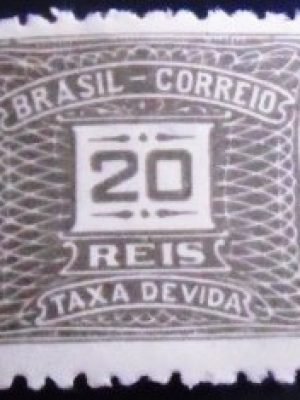 BRASIL-CORREIO
20
REIS
TAXA DEVIDA